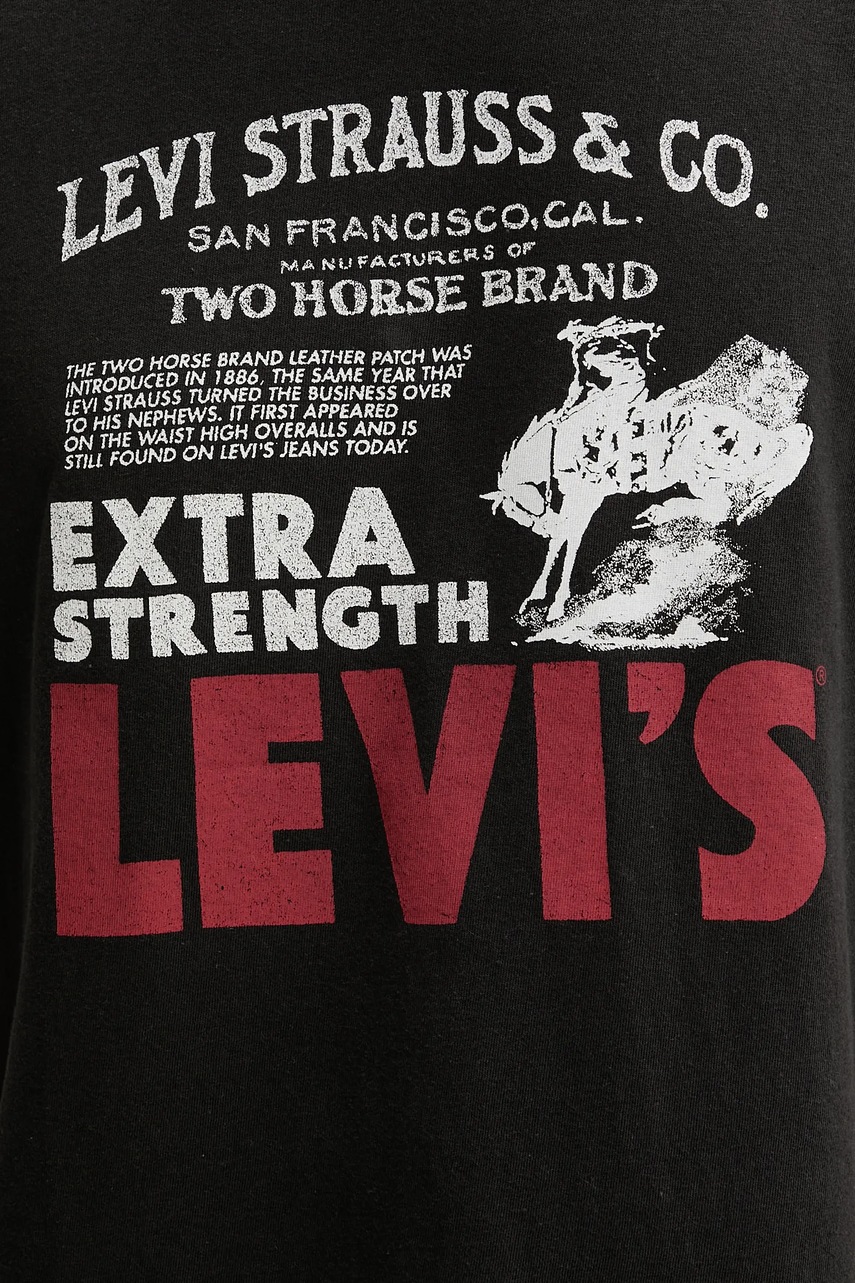 LEVI STRAUSS & CO.
SAN FRANCISCO, CAL.
MANUFACTURERS OF
TWO HORSE BRAND
THE TWO HORSE BRAND LEATHER PATCH WAS
INTRODUCED IN 1886, THE SAME YEAR THAT
LEVI STRAUSS TURNED THE BUSINESS OVER
TO HIS NEPHEWS. IT FIRST APPEARED
ON THE WAIST HIGH OVERALLS AND IS
STILL FOUND ON LEVI'S JEANS TODAY.
EXTRA
STRENGTH
LEVI'S®